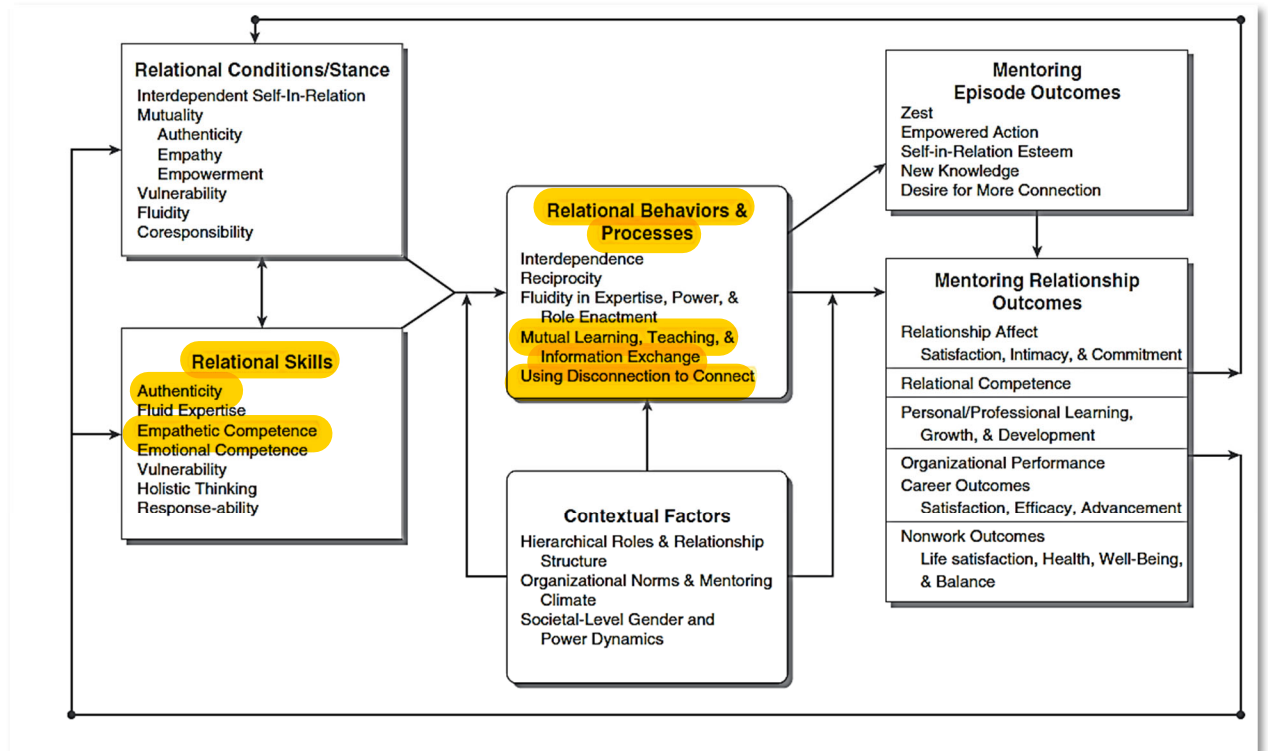 Relational Conditions/Stance
Interdependent Self-In-Relation
Mutuality
Authenticity
Empathy
Empowerment
Vulnerability
Fluidity
Coresponsibility
Relational Skills
Authenticity
Fluid Expertise
Empathetic Competence
Emotional Competence
Vulnerability
Holistic Thinking
Response-ability
Relational Behaviors &
Processes
Interdependence
Reciprocity
Fluidity in Expertise, Power, &
Role Enactment
Mutual Learning, Teaching, &
Information Exchange
Using Disconnection to Connect
Contextual Factors
Hierarchical Roles & Relationship
Structure
Organizational Norms & Mentoring
Climate
Societal-Level Gender and
Power Dynamics
Mentoring
Episode Outcomes
Zest
Empowered Action
Self-in-Relation Esteem
New Knowledge
Desire for More Connection
Mentoring Relationship
Outcomes
Relationship Affect
Satisfaction, Intimacy, & Commitment
Relational Competence
Personal/Professional Learning,
Growth, & Development
Organizational Performance
Career Outcomes
Satisfaction, Efficacy, Advancement
Nonwork Outcomes
Life satisfaction, Health, Well-Being,
& Balance